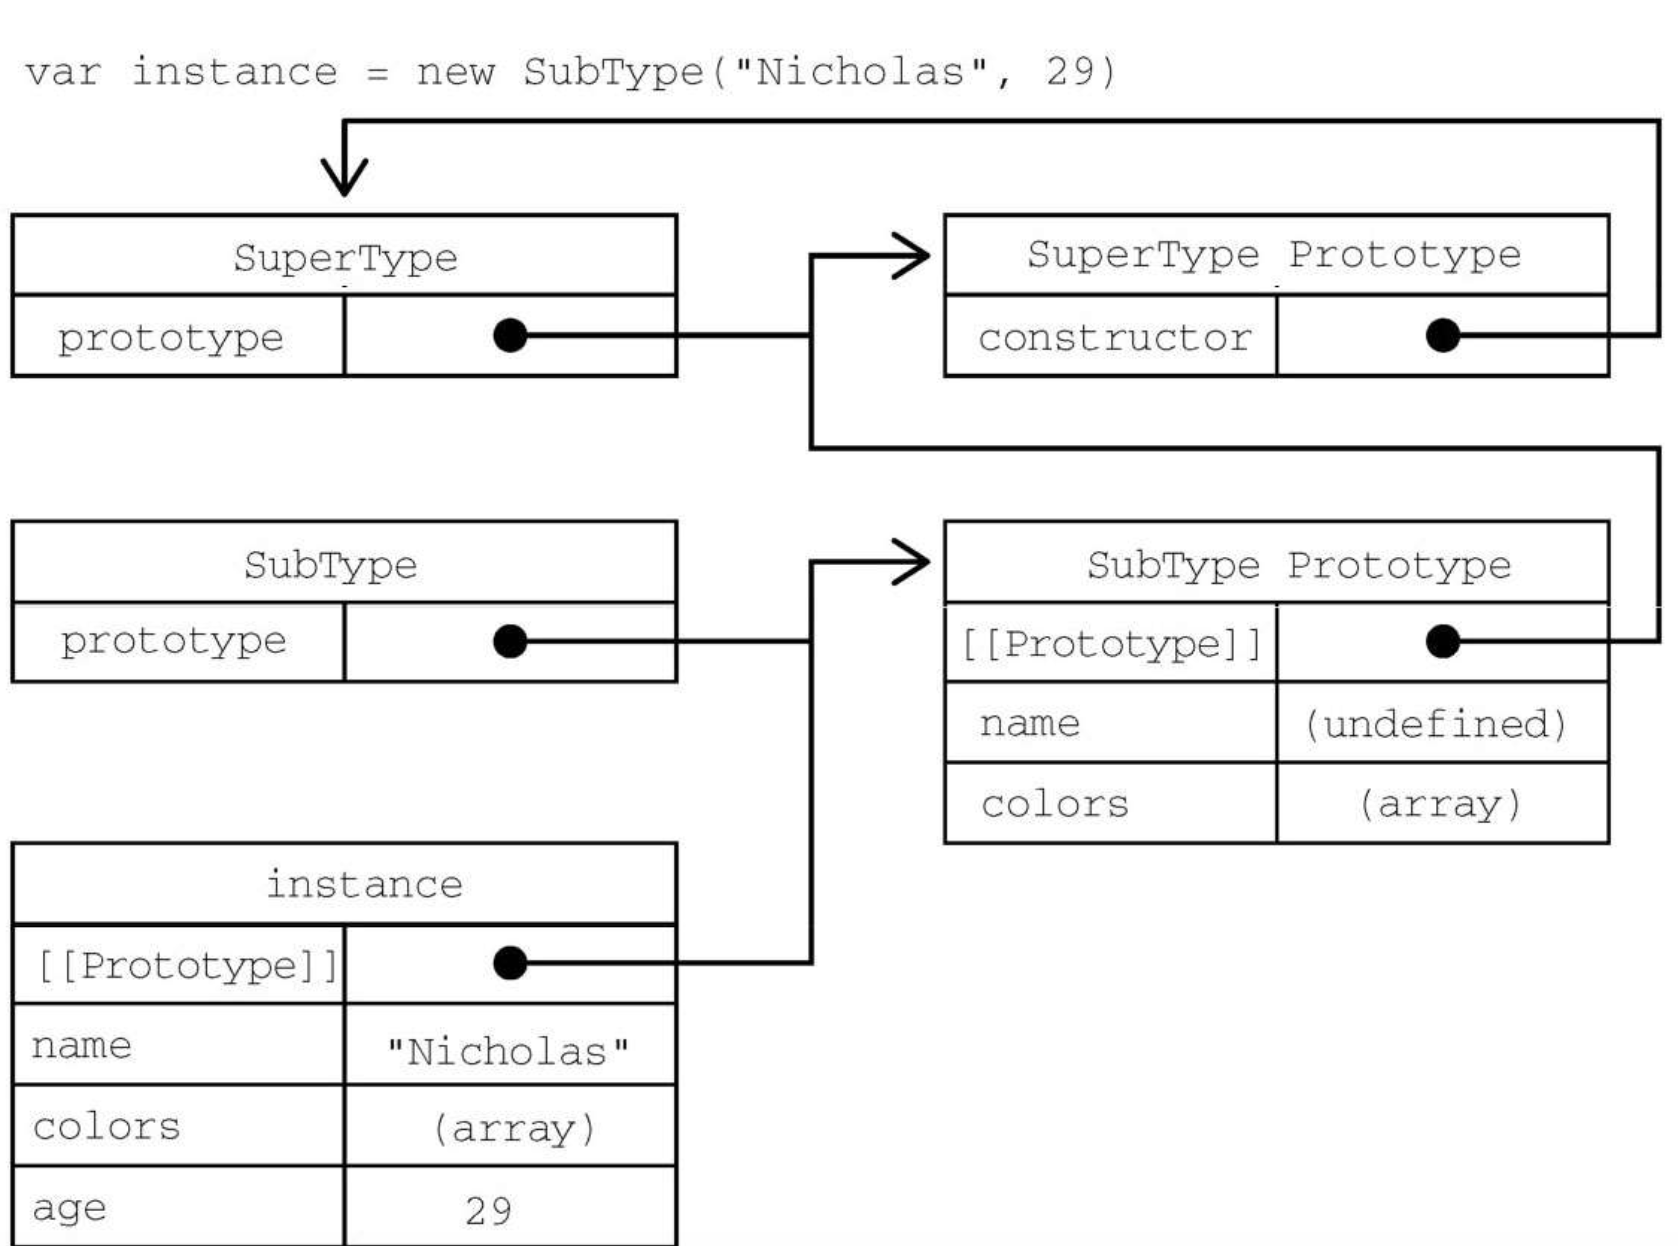 var instance = new SubType("Nicholas", 29)
SuperType
prototype
SuperType Prototype
constructor
SubType
prototype
SubType Prototype
[[Prototype]]
name (undefined)
colors (array)
instance
[[Prototype]]
name "Nicholas"
colors (array)
age 29